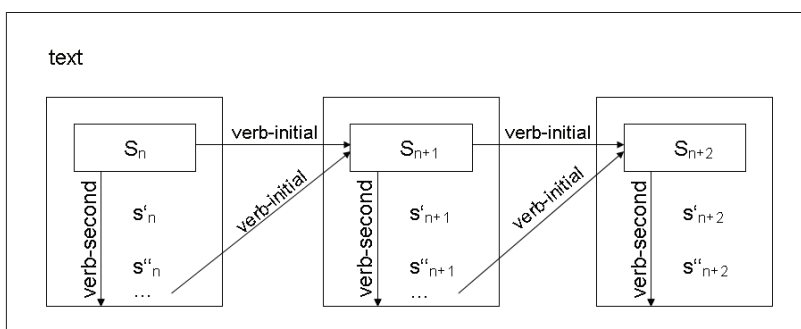 text
Sₙ
verb-initial
Sₙ₊₁
verb-initial
Sₙ₊₂
verb-second
s‘ₙ
s“ₙ
...
verb-initial
verb-second
s‘ₙ₊₁
s“ₙ₊₁
...
verb-initial
verb-second
s‘ₙ₊₂
s“ₙ₊₂